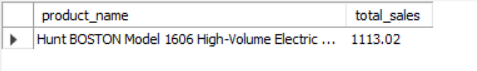 product_name total_sales
Hunt BOSTON Model 1606 High-Volume Electric ... 1113.02